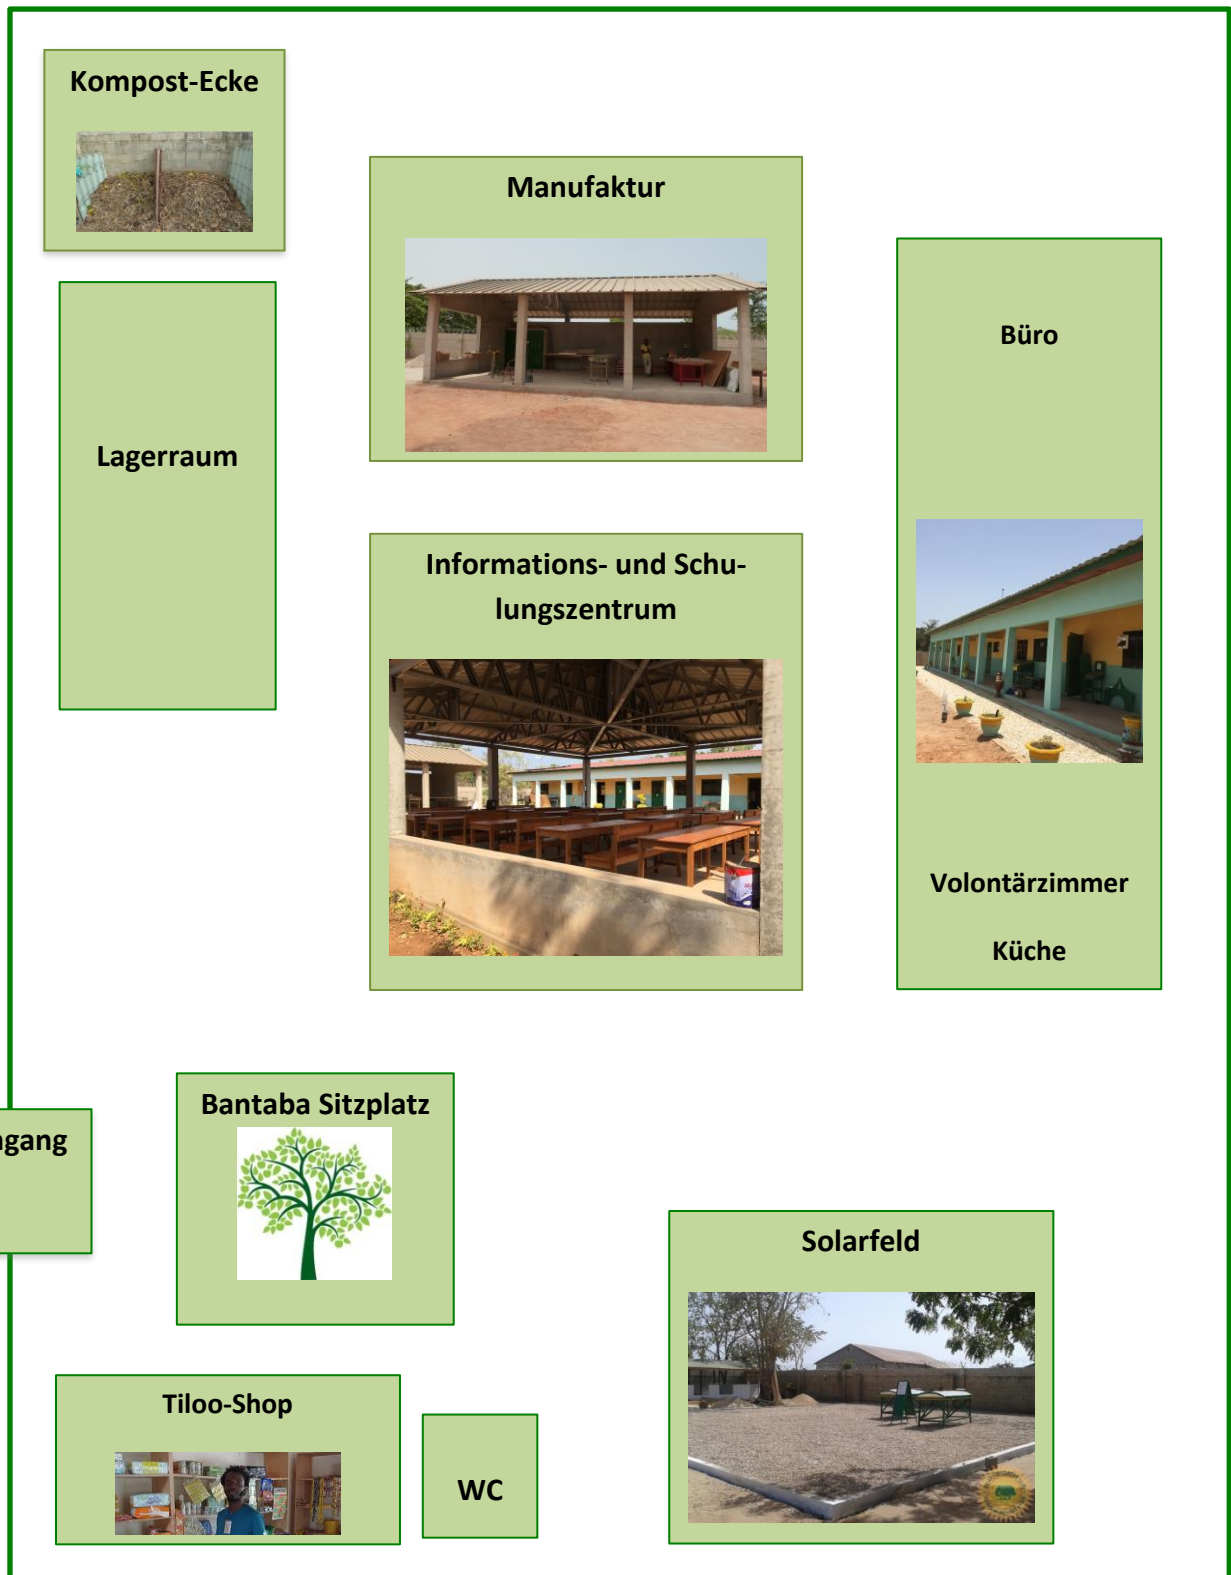 Kompost-Ecke
Manufaktur
Büro
Lagerraum
Informations- und Schu-
lungszentrum
Volontärzimmer
Küche
Bantaba Sitzplatz
gang
Solarfeld
Tiloo-Shop
WC